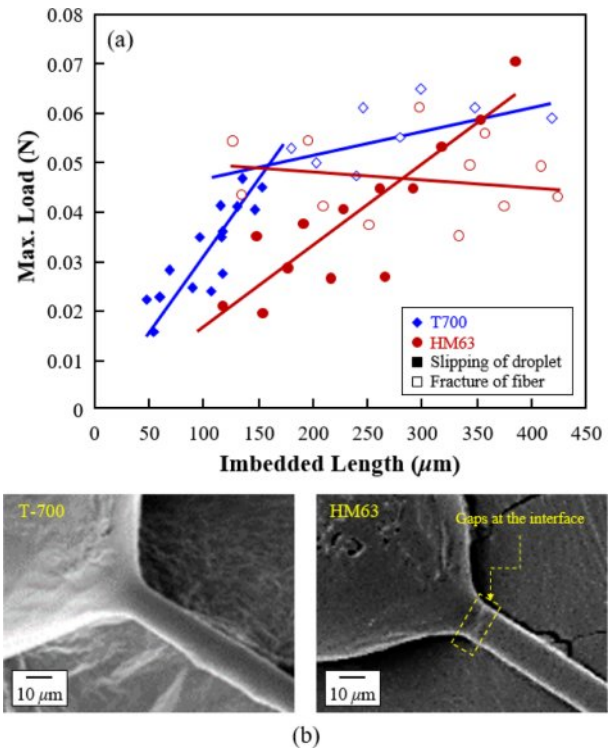 (a)
0.08
0.07
0.06
0.05
0.04
0.03
0.02
0.01
0
Max. Load (N)
T700
HM63
Slipping of droplet
Fracture of fiber
0 50 100 150 200 250 300 350 400 450
Imbedded Length (μm)
T-700
10 μm
HM63
Gaps at the interface
10 μm
(b)